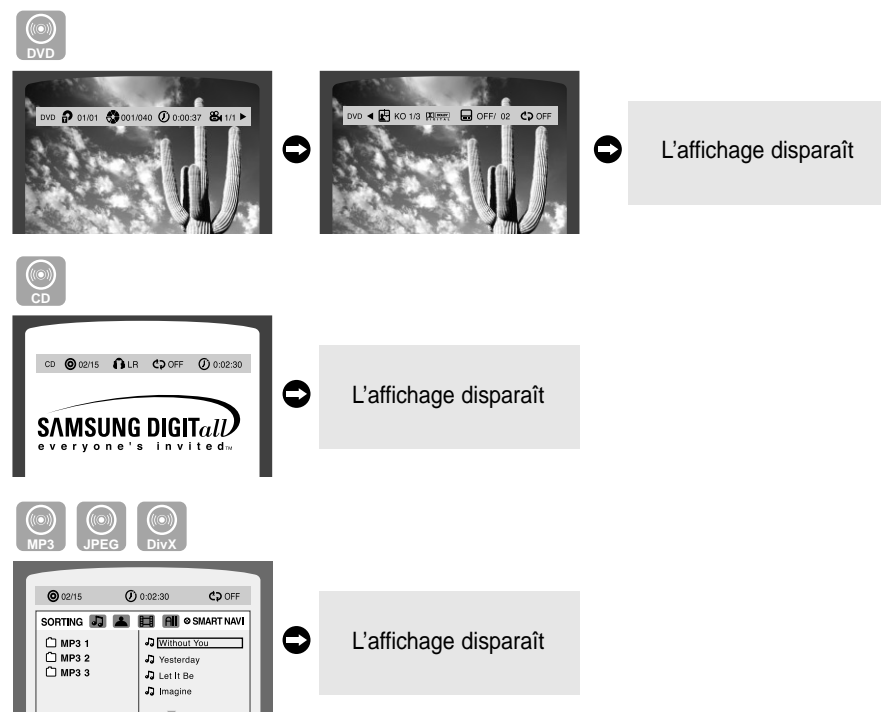 DVD
DVD 01/01 001/040 0:00:37 1/1
DVD KO 1/3 DIGITAL OFF/ 02 OFF
L'affichage disparaît
CD
CD 02/15 LR OFF 0:02:30
SAMSUNG DIGITall
everyone's invited™
L'affichage disparaît
MP3 JPEG DivX
02/15 0:02:30 OFF
SORTING All SMART NAVI
MP3 1
MP3 2
MP3 3
Without You
Yesterday
Let It Be
Imagine
L'affichage disparaît